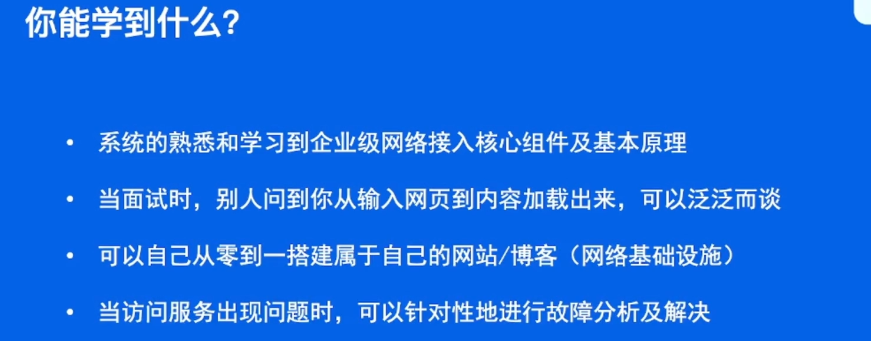 你能学到什么?
• 系统的熟悉和学习到企业级网络接入核心组件及基本原理
• 当面试时，别人问到你从输入网页到内容加载出来，可以泛泛而谈
• 可以自己从零到一搭建属于自己的网站/博客（网络基础设施）
• 当访问服务出现问题时，可以针对性地进行故障分析及解决